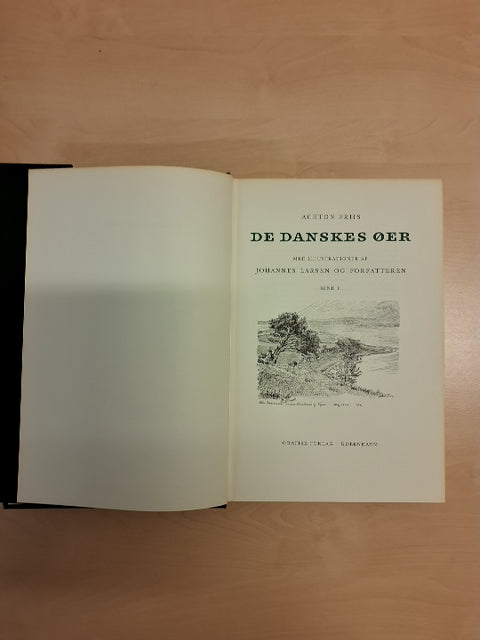 ACHTON FRIIS
DE DANSKES ØER
MED ILLUSTRATIONER AF
JOHANNES LARSEN OG FORFATTEREN
BIND I
GRAFISK FORLAG KØBENHAVN